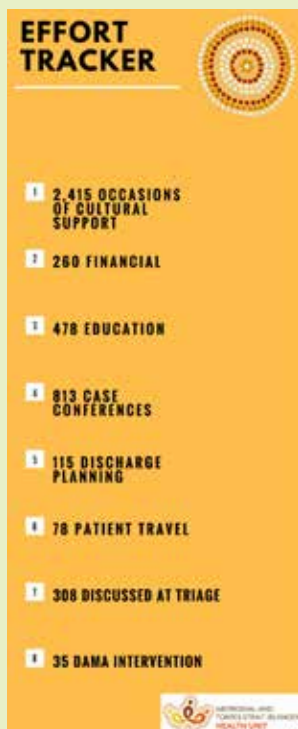 EFFORT
TRACKER
1 2,415 OCCASIONS
OF CULTURAL
SUPPORT
2 260 FINANCIAL
3 478 EDUCATION
4 813 CASE
CONFERENCES
5 115 DISCHARGE
PLANNING
6 78 PATIENT TRAVEL
7 308 DISCUSSED AT TRIAGE
8 35 DAMA INTERVENTION
ABORIGINAL AND
TORRES STRAIT ISLANDER
HEALTH UNIT